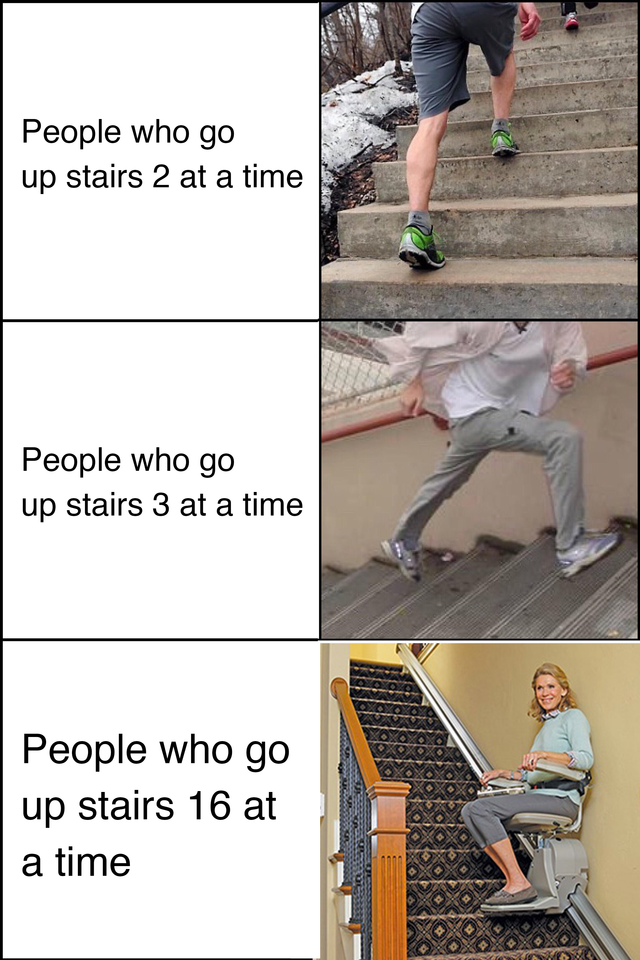 People who go
up stairs 2 at a time
People who go
up stairs 3 at a time
People who go
up stairs 16 at
a time